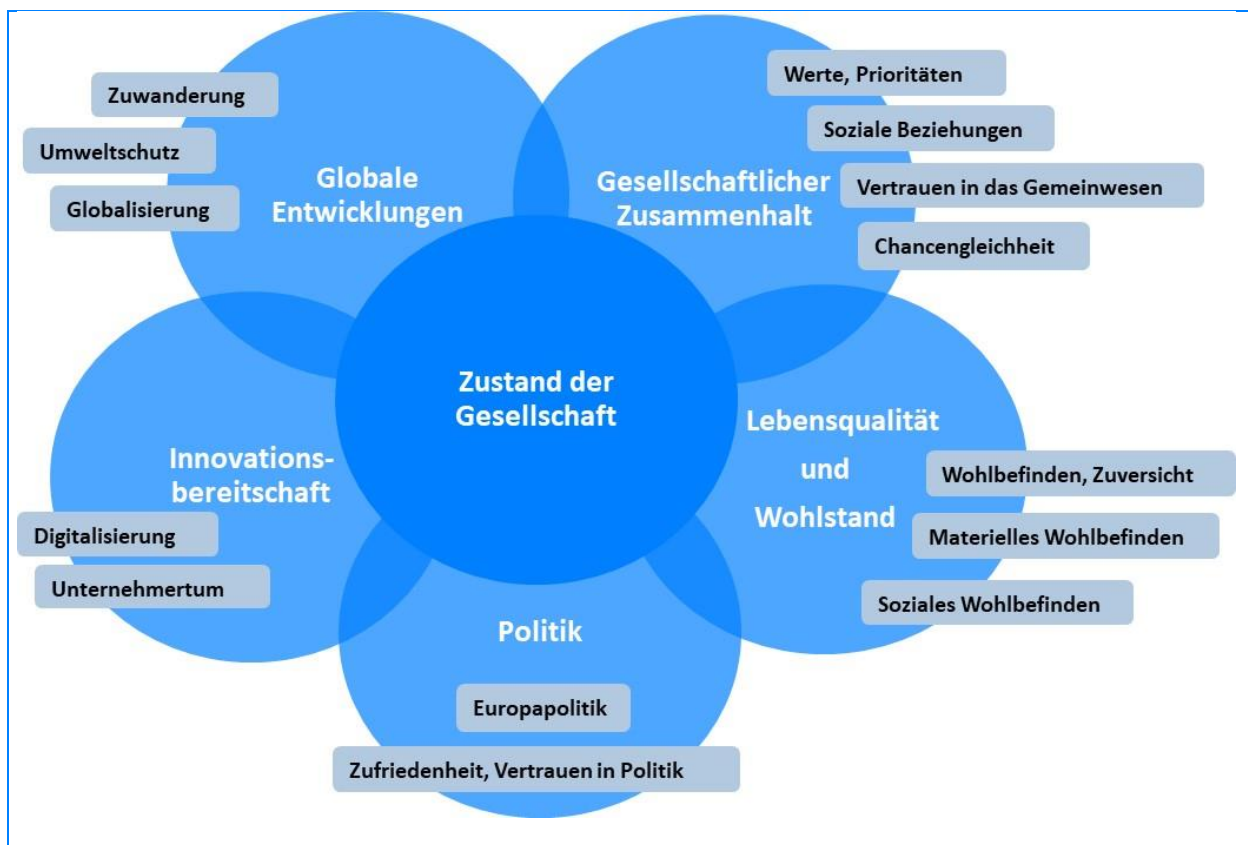 Zuwanderung
Umweltschutz
Globalisierung
Globale
Entwicklungen
Werte, Prioritäten
Soziale Beziehungen
Vertrauen in das Gemeinwesen
Chancengleichheit
Gesellschaftlicher
Zusammenhalt
Zustand der
Gesellschaft
Lebensqualität
und
Wohlstand
Wohlbefinden, Zuversicht
Materielles Wohlbefinden
Soziales Wohlbefinden
Innovations-
bereitschaft
Digitalisierung
Unternehmertum
Politik
Europapolitik
Zufriedenheit, Vertrauen in Politik